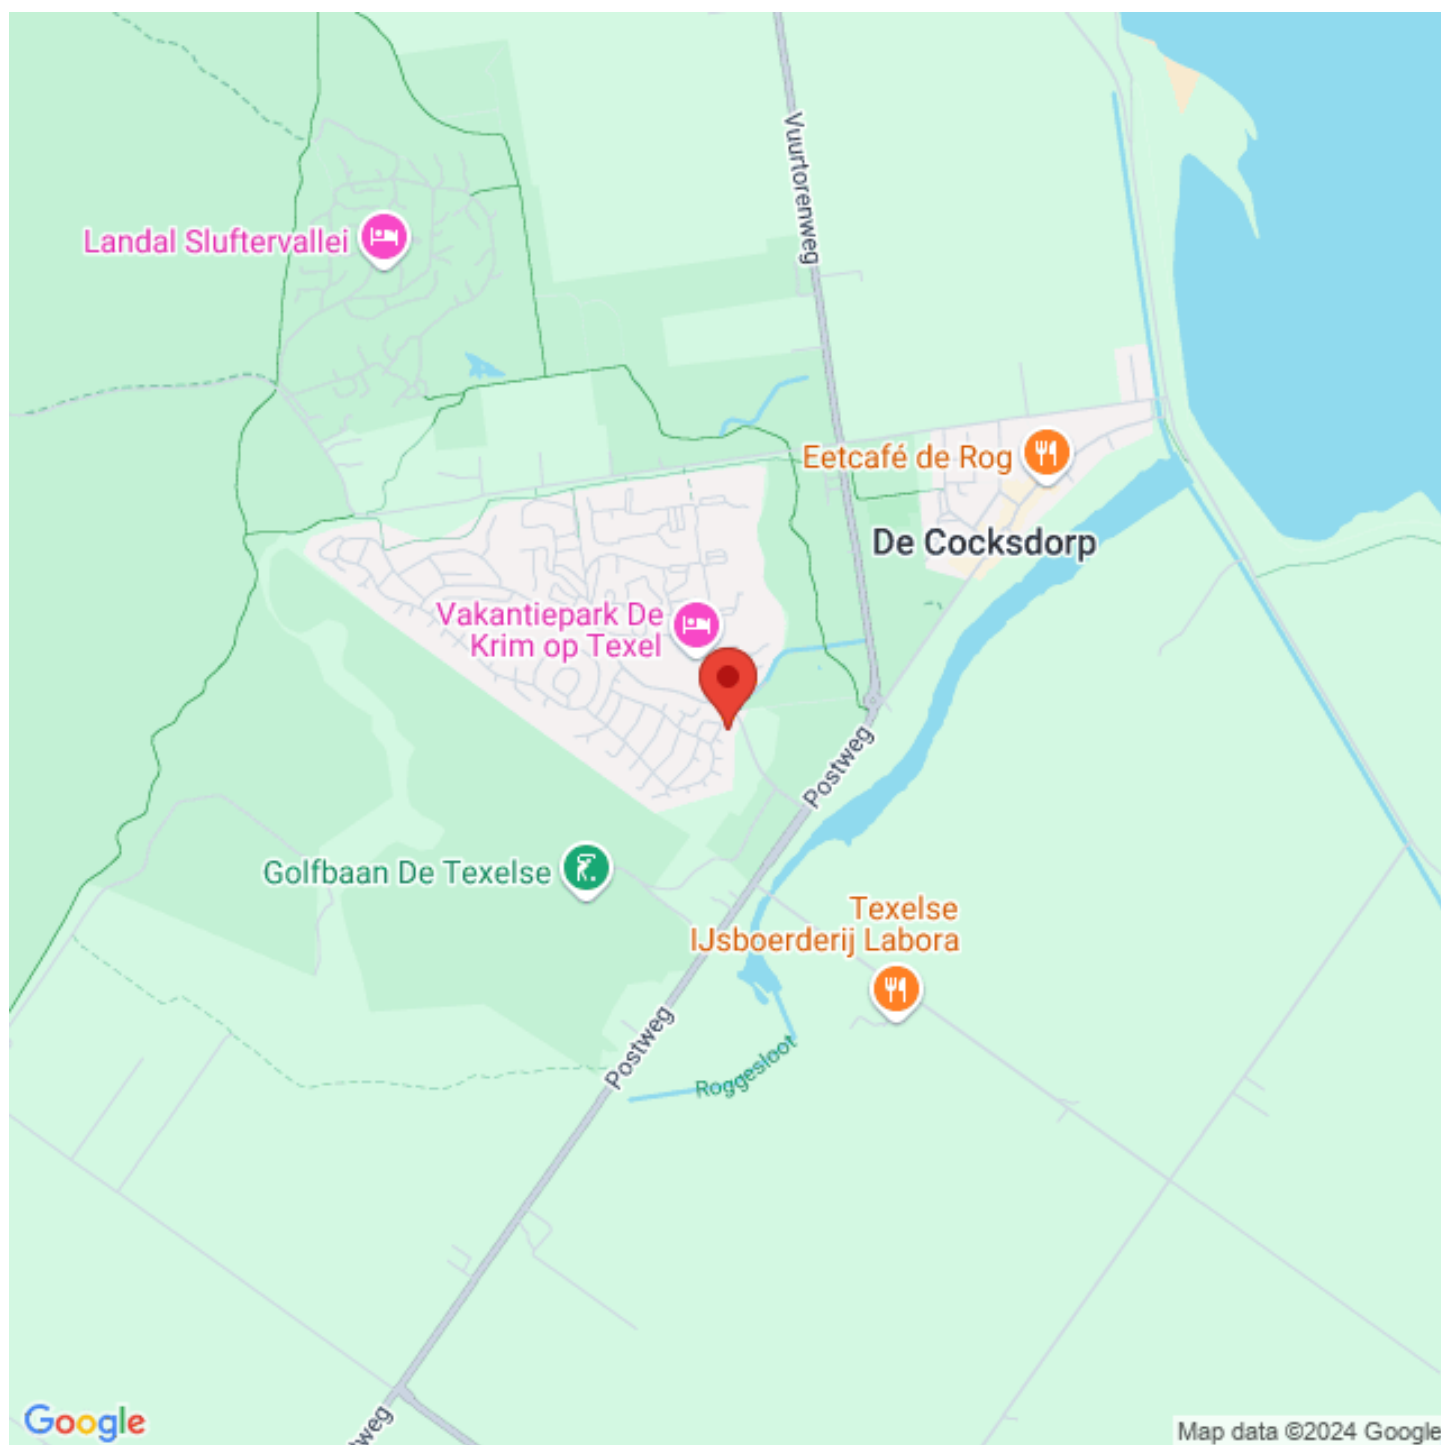 Vuurtorenweg
Landal Sluftervallei
Eetcafé de Rog
De Cocksdorp
Vakantiepark De
Krim op Texel
Postweg
Golfbaan De Texelse
Texelse
IJsboerderij Labora
Postweg
Roggesloot
tweg
Google
Map data ©2024 Google